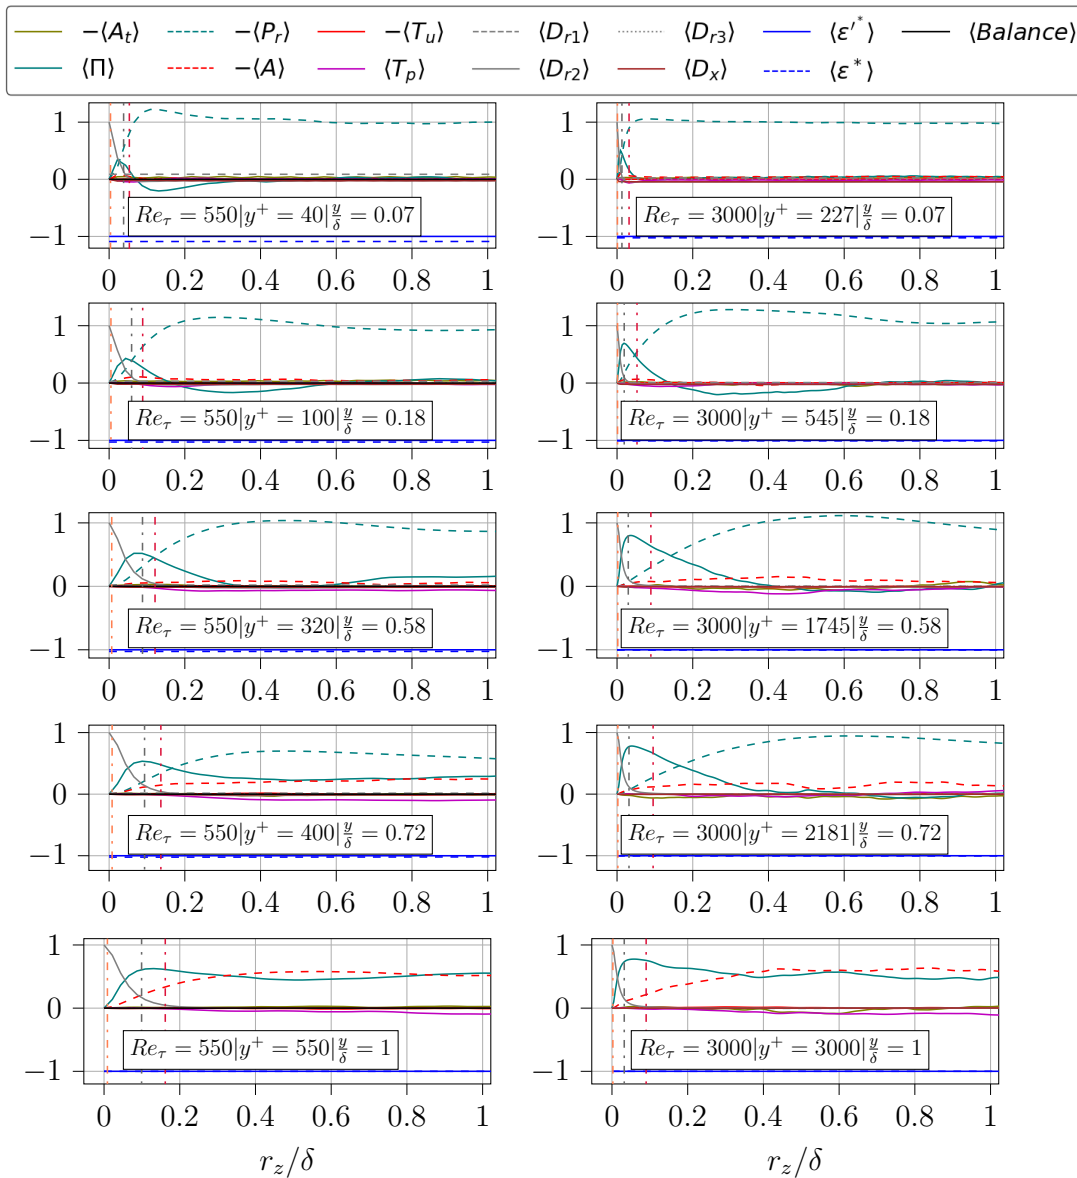 −⟨A_t⟩ −⟨P_r⟩ −⟨T_u⟩ ⟨D_{r1}⟩ ⟨D_{r3}⟩ ⟨ε′*⟩ ⟨Balance⟩
⟨Π⟩ −⟨A⟩ ⟨T_p⟩ ⟨D_{r2}⟩ ⟨D_x⟩ ⟨ε*⟩
1 1
0 0
Re_τ = 550|y⁺ = 40|y/δ = 0.07 Re_τ = 3000|y⁺ = 227|y/δ = 0.07
−1 −1
0 0.2 0.4 0.6 0.8 1 0 0.2 0.4 0.6 0.8 1
1 1
0 0
Re_τ = 550|y⁺ = 100|y/δ = 0.18 Re_τ = 3000|y⁺ = 545|y/δ = 0.18
−1 −1
0 0.2 0.4 0.6 0.8 1 0 0.2 0.4 0.6 0.8 1
1 1
0 0
Re_τ = 550|y⁺ = 320|y/δ = 0.58 Re_τ = 3000|y⁺ = 1745|y/δ = 0.58
−1 −1
0 0.2 0.4 0.6 0.8 1 0 0.2 0.4 0.6 0.8 1
1 1
0 0
Re_τ = 550|y⁺ = 400|y/δ = 0.72 Re_τ = 3000|y⁺ = 2181|y/δ = 0.72
−1 −1
0 0.2 0.4 0.6 0.8 1 0 0.2 0.4 0.6 0.8 1
1 1
0 0
Re_τ = 550|y⁺ = 550|y/δ = 1 Re_τ = 3000|y⁺ = 3000|y/δ = 1
−1 −1
0 0.2 0.4 0.6 0.8 1 0 0.2 0.4 0.6 0.8 1
r_z/δ r_z/δ